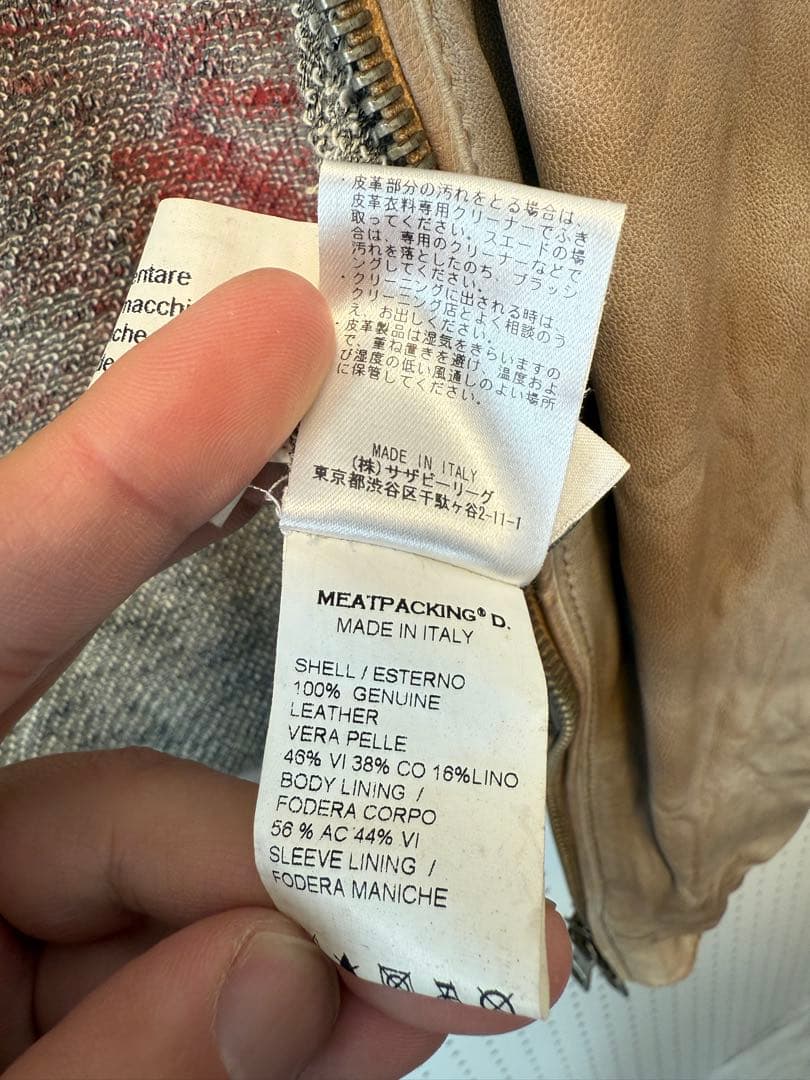 entare
macchi
che
・皮革部分の汚れをとる場合は、
皮革衣料専用クリーナーでふき
取ってください。スエードの場
合は、専用のクリーナーなどで
汚れを落としたのち、ブラッシ
ングしてください。
・クリーニングに出される時は、
クリーニング店とよく相談のう
え、お出しください。
・皮革製品は湿気をきらいますの
で、重ね置きを避け、温度およ
び湿度の低い風通しのよい場所
に保管してください。
MADE IN ITALY
(株)サザビーリーグ
東京都渋谷区千駄ヶ谷2-11-1
MEATPACKING® D.
MADE IN ITALY
SHELL / ESTERNO
100% GENUINE
LEATHER
VERA PELLE
46% VI 38% CO 16%LINO
BODY LINING /
FODERA CORPO
56 % AC 44% VI
SLEEVE LINING /
FODERA MANICHE